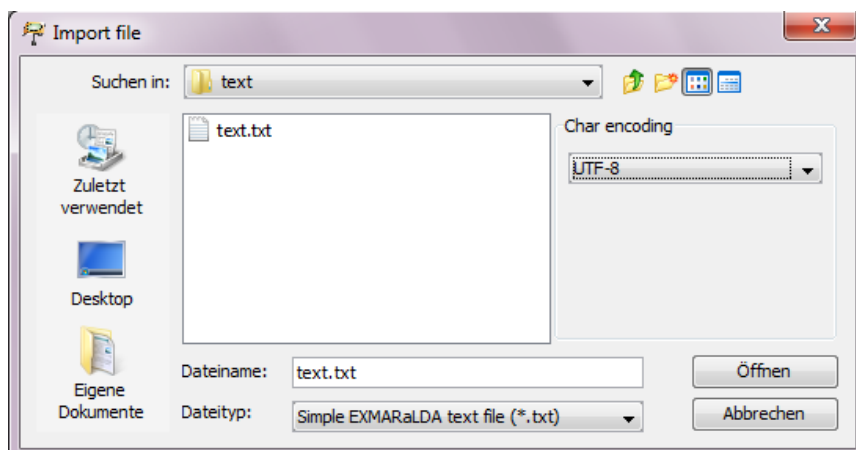 Import file
Suchen in:
text
text.txt
Char encoding
UTF-8
Zuletzt
verwendet
Desktop
Eigene
Dokumente
Dateiname:
text.txt
Öffnen
Dateityp:
Simple EXMARaLDA text file (*.txt)
Abbrechen